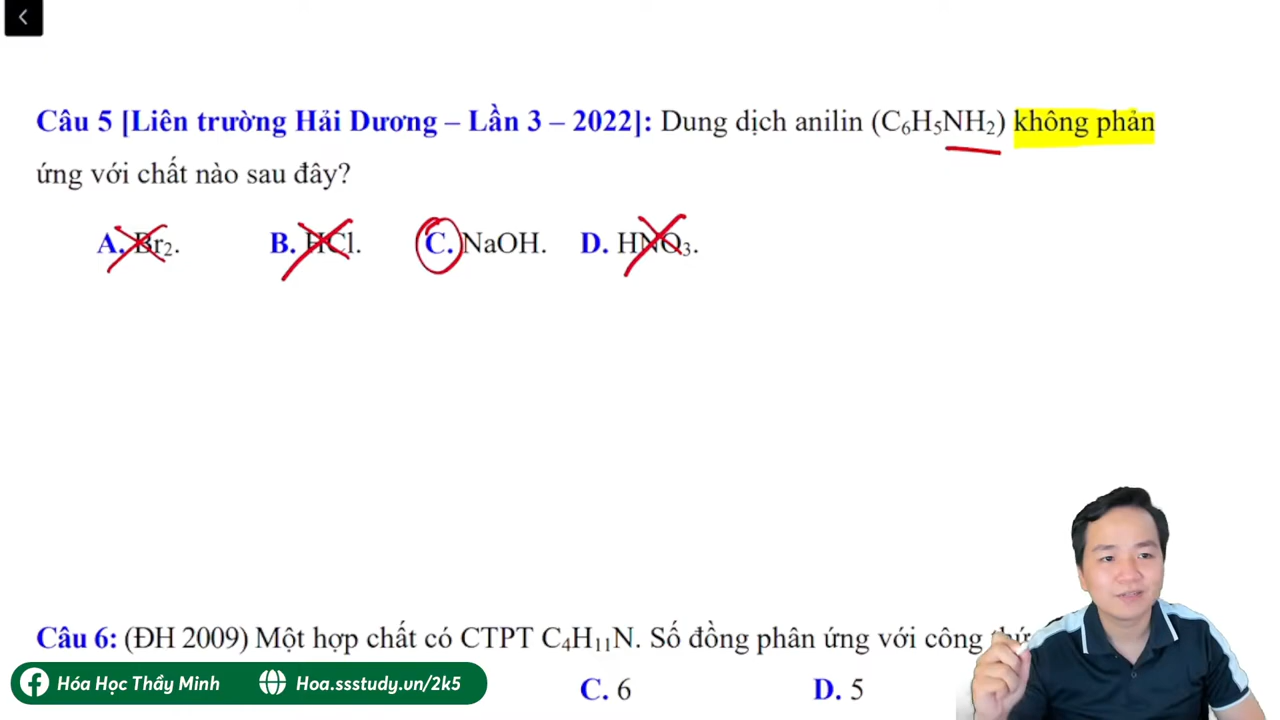 Câu 5 [Liên trường Hải Dương – Lần 3 – 2022]: Dung dịch anilin (C₆H₅NH₂) không phản
ứng với chất nào sau đây?
A. Br₂. B. HCl. C. NaOH. D. HNO₃.
Câu 6: (ĐH 2009) Một hợp chất có CTPT C₄H₁₁N. Số đồng phân ứng với công thức
C. 6 D. 5
Hóa Học Thầy Minh Hoa.ssstudy.vn/2k5